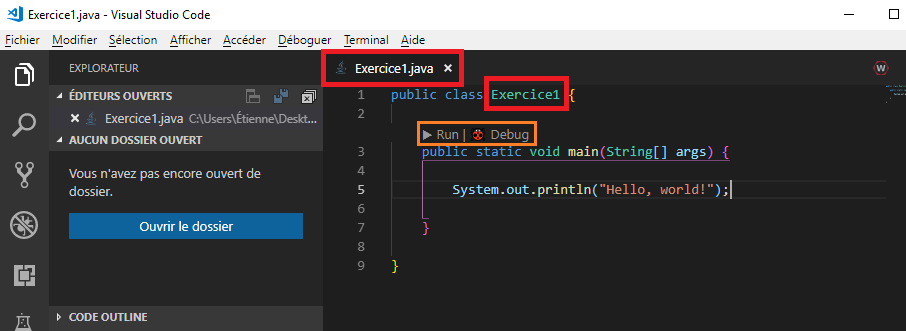 Exercice1.java - Visual Studio Code
Fichier Modifier Sélection Afficher Accéder Déboguer Terminal Aide
EXPLORATEUR
ÉDITEURS OUVERTS
Exercice1.java C:\Users\Étienne\Deskt...
AUCUN DOSSIER OUVERT
Vous n'avez pas encore ouvert de
dossier.
Ouvrir le dossier
CODE OUTLINE
Exercice1.java
1 public class Exercice1 {
2
Run | Debug
3 public static void main(String[] args) {
4
5 System.out.println("Hello, world!");
6
7 }
8
9 }
W